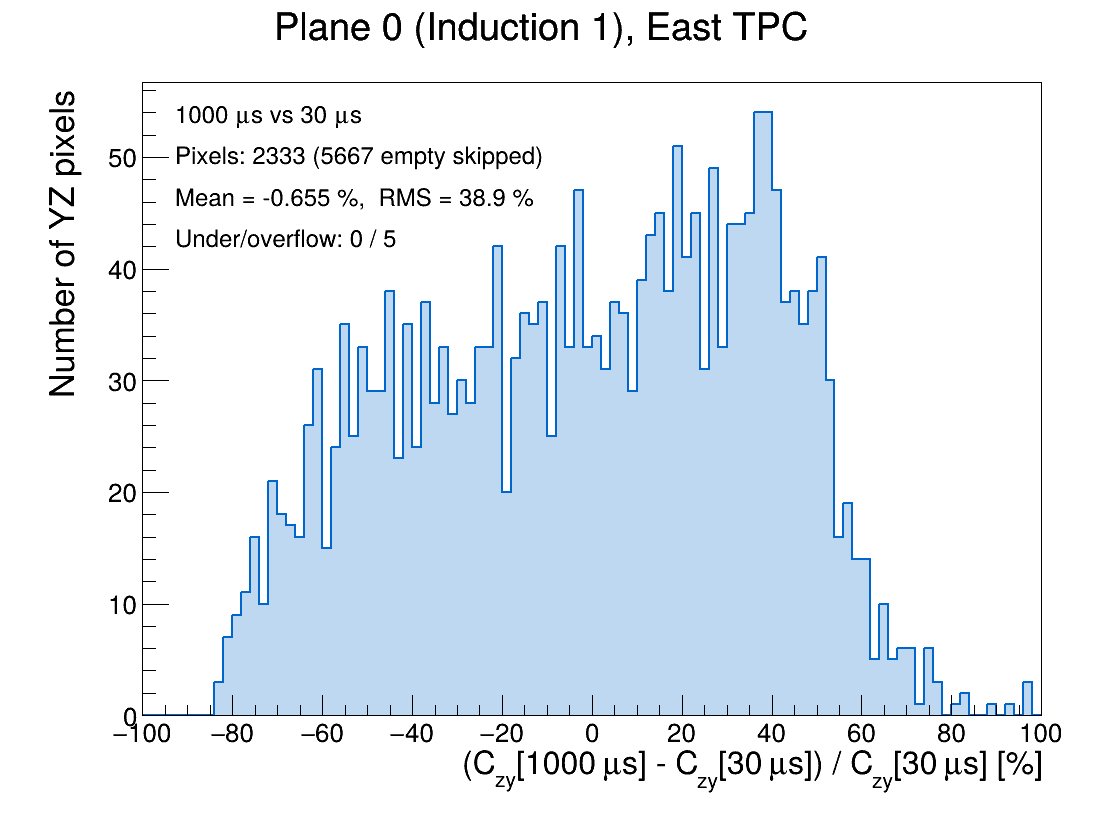 Plane 0 (Induction 1), East TPC
Number of YZ pixels
1000 μs vs 30 μs
Pixels: 2333 (5667 empty skipped)
Mean = -0.655 %,  RMS = 38.9 %
Under/overflow: 0 / 5
50
40
30
20
10
0
−100 −80 −60 −40 −20 0 20 40 60 80 100
(Czy[1000 μs] - Czy[30 μs]) / Czy[30 μs] [%]